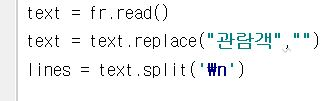 text = fr.read()
text = text.replace("관람객","")
lines = text.split('₩n')